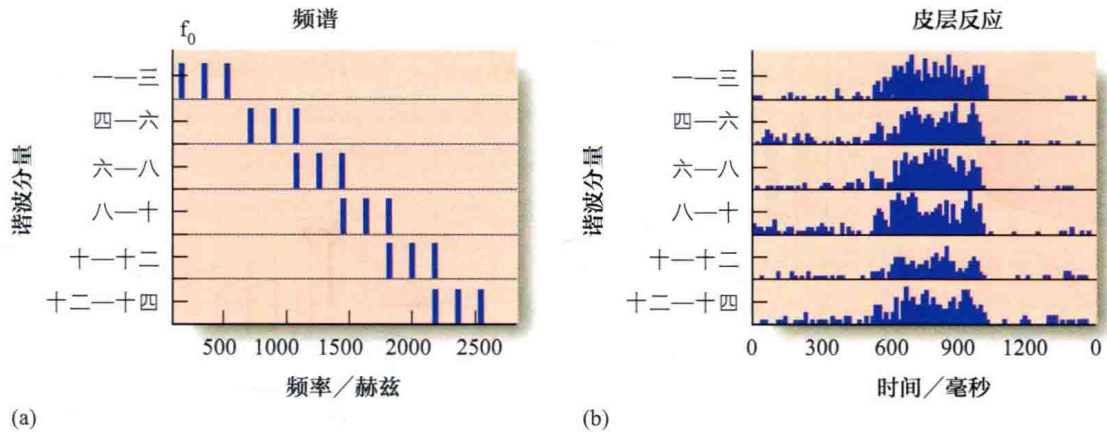 频谱
f₀
一—三
四—六
六—八
八—十
十—十二
十二—十四
谐波分量
500 1000 1500 2000 2500
频率／赫兹
(a)
皮层反应
一—三
四—六
六—八
八—十
十—十二
十二—十四
谐波分量
0 300 600 900 1200 0
时间／毫秒
(b)